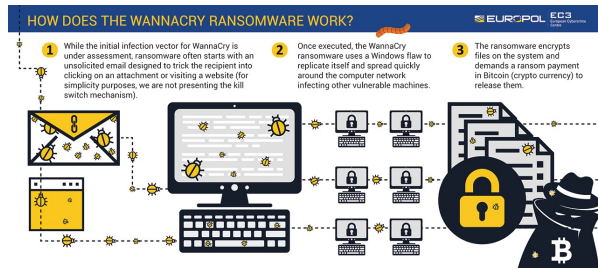 HOW DOES THE WANNACRY RANSOMWARE WORK?
EUROPOL
EC3
European Cybercrime
Centre
1
While the initial infection vector for WannaCry is
under assessment, ransomware often starts with an
unsolicited email designed to trick the recipient into
clicking on an attachment or visiting a website (for
simplicity purposes, we are not presenting the kill
switch mechanism).
2
Once executed, the WannaCry
ransomware uses a Windows flaw to
replicate itself and spread quickly
around the computer network
infecting other vulnerable machines.
3
The ransomware encrypts
files on the system and
demands a ransom payment
in Bitcoin (crypto currency) to
release them.